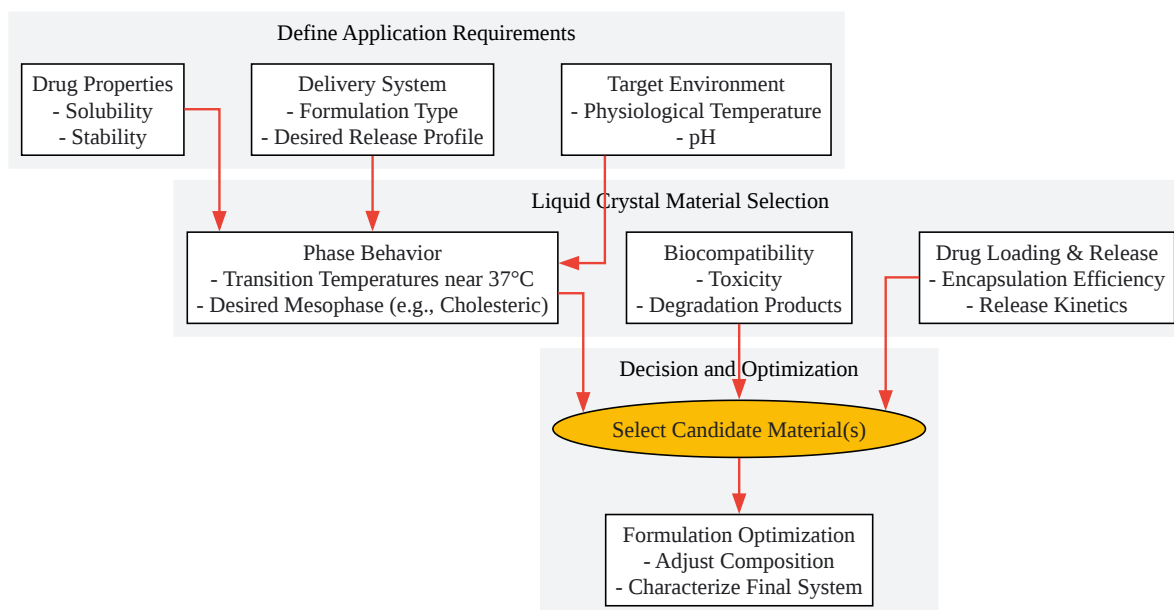 Define Application Requirements
Drug Properties
- Solubility
- Stability
Delivery System
- Formulation Type
- Desired Release Profile
Target Environment
- Physiological Temperature
- pH
Liquid Crystal Material Selection
Phase Behavior
- Transition Temperatures near 37°C
- Desired Mesophase (e.g., Cholesteric)
Biocompatibility
- Toxicity
- Degradation Products
Drug Loading & Release
- Encapsulation Efficiency
- Release Kinetics
Decision and Optimization
Select Candidate Material(s)
Formulation Optimization
- Adjust Composition
- Characterize Final System